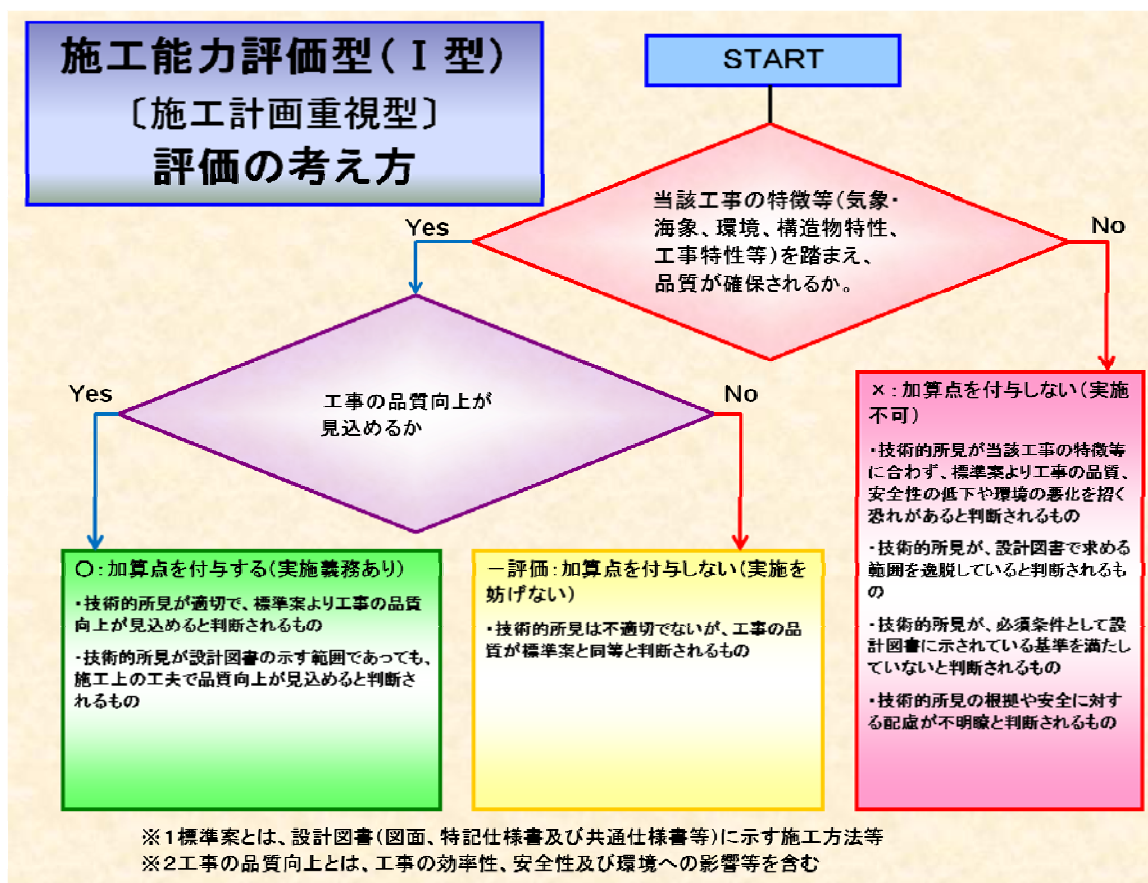 施工能力評価型(Ⅰ型)
〔施工計画重視型〕
評価の考え方
START
当該工事の特徴等(気象・
海象、環境、構造物特性、
工事特性等)を踏まえ、
品質が確保されるか。
Yes
No
工事の品質向上が
見込めるか
Yes
No
○:加算点を付与する(実施義務あり)
・技術的所見が適切で、標準案より工事の品質
向上が見込めると判断されるもの
・技術的所見が設計図書の示す範囲であっても、
施工上の工夫で品質向上が見込めると判断さ
れるもの
-評価:加算点を付与しない(実施を
妨げない)
・技術的所見は不適切でないが、工事の品
質が標準案と同等と判断されるもの
×:加算点を付与しない(実施
不可)
・技術的所見が当該工事の特徴等
に合わず、標準案より工事の品質、
安全性の低下や環境の悪化を招く
恐れがあると判断されるもの
・技術的所見が、設計図書で求める
範囲を逸脱していると判断されるも
の
・技術的所見が、必須条件として設
計図書に示されている基準を満たし
ていないと判断されるもの
・技術的所見の根拠や安全に対す
る配慮が不明瞭と判断されるもの
※1標準案とは、設計図書(図面、特記仕様書及び共通仕様書等)に示す施工方法等
※2工事の品質向上とは、工事の効率性、安全性及び環境への影響等を含む